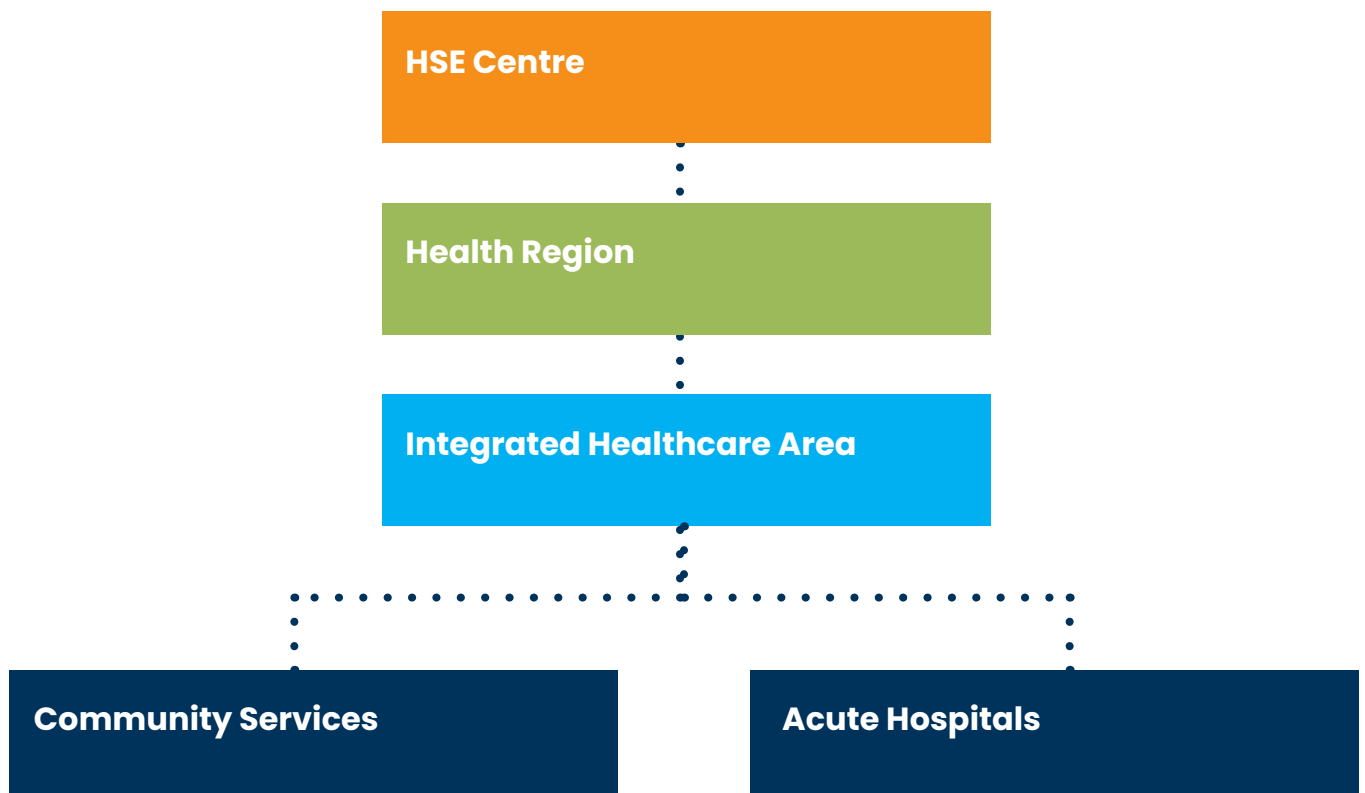 HSE Centre
Health Region
Integrated Healthcare Area
Community Services
Acute Hospitals